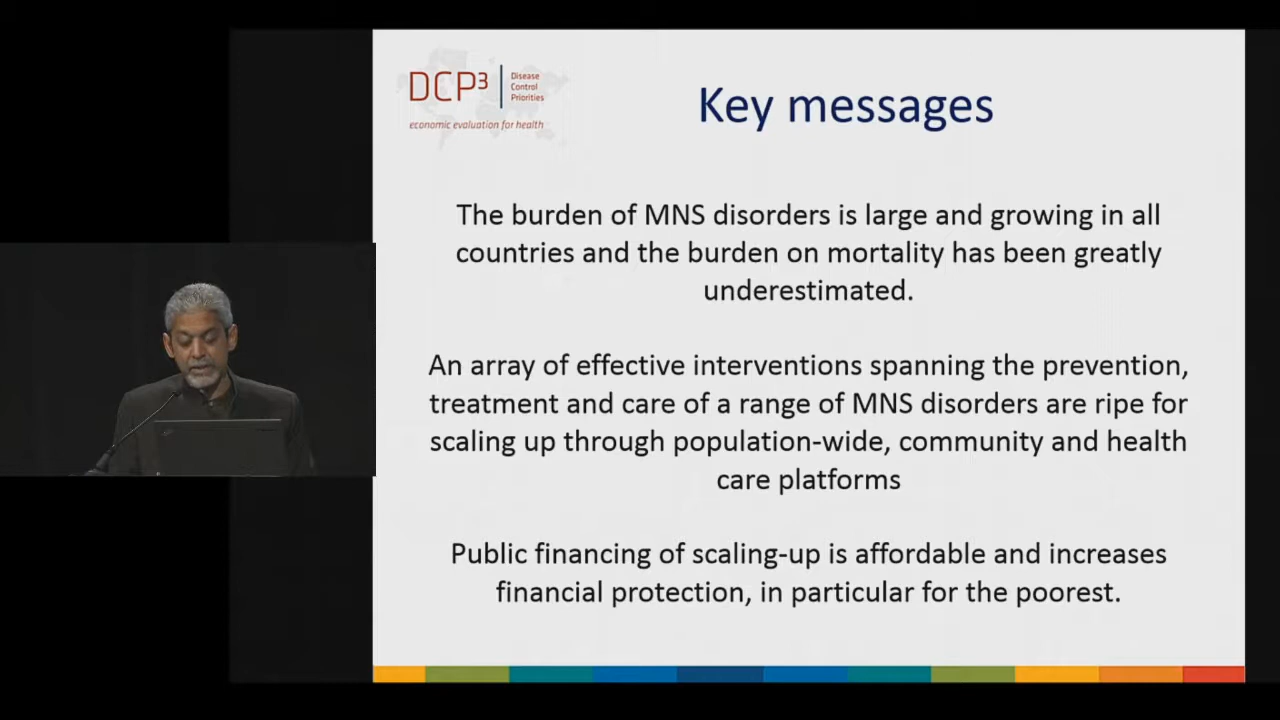 DCP3
Disease
Control
Priorities
economic evaluation for health
Key messages
The burden of MNS disorders is large and growing in all
countries and the burden on mortality has been greatly
underestimated.
An array of effective interventions spanning the prevention,
treatment and care of a range of MNS disorders are ripe for
scaling up through population-wide, community and health
care platforms
Public financing of scaling-up is affordable and increases
financial protection, in particular for the poorest.